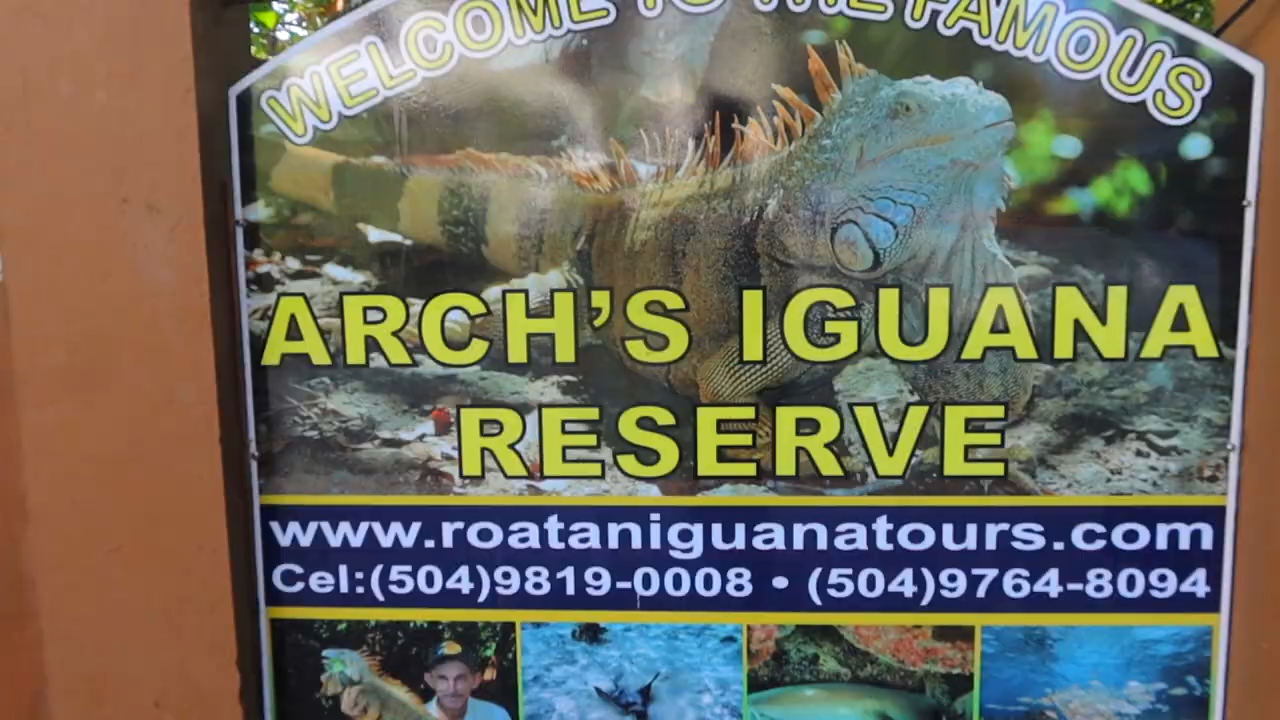 WELCOME TO THE FAMOUS
ARCH'S IGUANA
RESERVE
www.roataniguanatours.com
Cel:(504)9819-0008 • (504)9764-8094